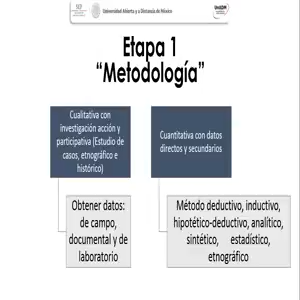 SEP
Universidad Abierta y a Distancia de México
UnADM
Etapa 1
“Metodología”
Cualitativa con
investigación acción y
participativa (Estudio de
casos, etnográfico e
histórico)
Cuantitativa con datos
directos y secundarios
Obtener datos:
de campo,
documental y de
laboratorio
Método deductivo, inductivo,
hipotético-deductivo, analítico,
sintético, estadístico,
etnográfico